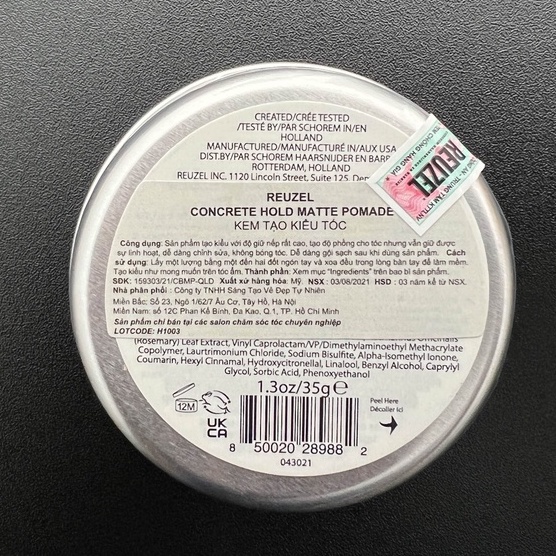 CREATED/CRÉE TESTED
/TESTÉ BY/PAR SCHOREM IN/EN
HOLLAND
MANUFACTURED/MANUFACTURÉ IN/AUX USA
DIST.BY/PAR SCHOREM HAARSNIJDER EN BARB
ROTTERDAM, HOLLAND
REUZEL INC. 1120 Lincoln Street, Suite 125, Den
TEM CHỐNG HÀNG GIẢ
REUZEL
REUZEL
CONCRETE HOLD MATTE POMADE
KEM TẠO KIỂU TÓC
Công dụng: Sản phẩm tạo kiểu với độ giữ nếp rất cao, tạo độ phồng cho tóc nhưng vẫn giữ được
sự linh hoạt, dễ dàng chỉnh sửa, không bóng tóc. Dễ dàng gội sạch sau khi dùng sản phẩm. Cách
sử dụng: Lấy một lượng bằng một đến hai đốt ngón tay và xoa đều trong lòng bàn tay để làm mềm.
Tạo kiểu như mong muốn trên tóc ẩm. Thành phần: Xem mục "Ingredients" trên bao bì sản phẩm.
SĐK: 159303/21/CBMP-QLD Xuất xứ hàng hóa: Mỹ NSX: 03/08/2021 HSD: 03 năm kể từ NSX.
Nhà phân phối : Công ty TNHH Sáng Tạo Vẻ Đẹp Tự Nhiên
Miền Bắc: Số 23, Ngõ 1/62/7 Âu Cơ, Tây Hồ, Hà Nội
Miền Nam: số 12C Phan Kế Bính, Đa Kao, Q.1, TP. Hồ Chí Minh
Sản phẩm chỉ bán tại các salon chăm sóc tóc chuyên nghiệp
LOTCODE: H1003
(Rosemary) Leaf Extract, Vinyl Caprolactam/VP/Dimethylaminoethyl Methacrylate
Copolymer, Laurtrimonium Chloride, Sodium Bisulfite, Alpha-Isomethyl Ionone,
Coumarin, Hexyl Cinnamal, Hydroxycitronellal, Linalool, Benzyl Alcohol, Caprylyl
Glycol, Sorbic Acid, Phenoxyethanol
1.3oz/35g℮
12M
UK
CA
Peel Here
Décoller Ici
8 50020 28988 2
043021